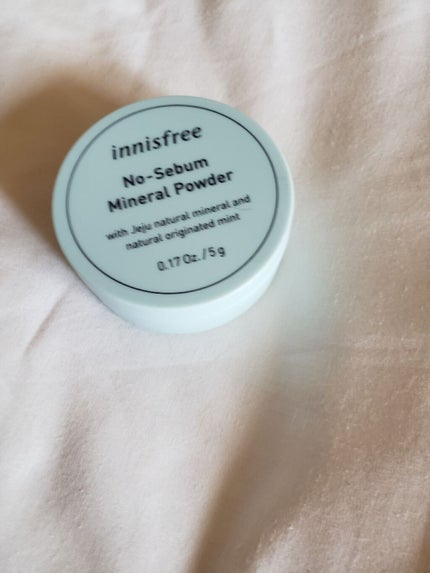 innisfree
No-Sebum
Mineral Powder
with Jeju natural mineral and
natural originated mint
0.17 Oz. / 5 g